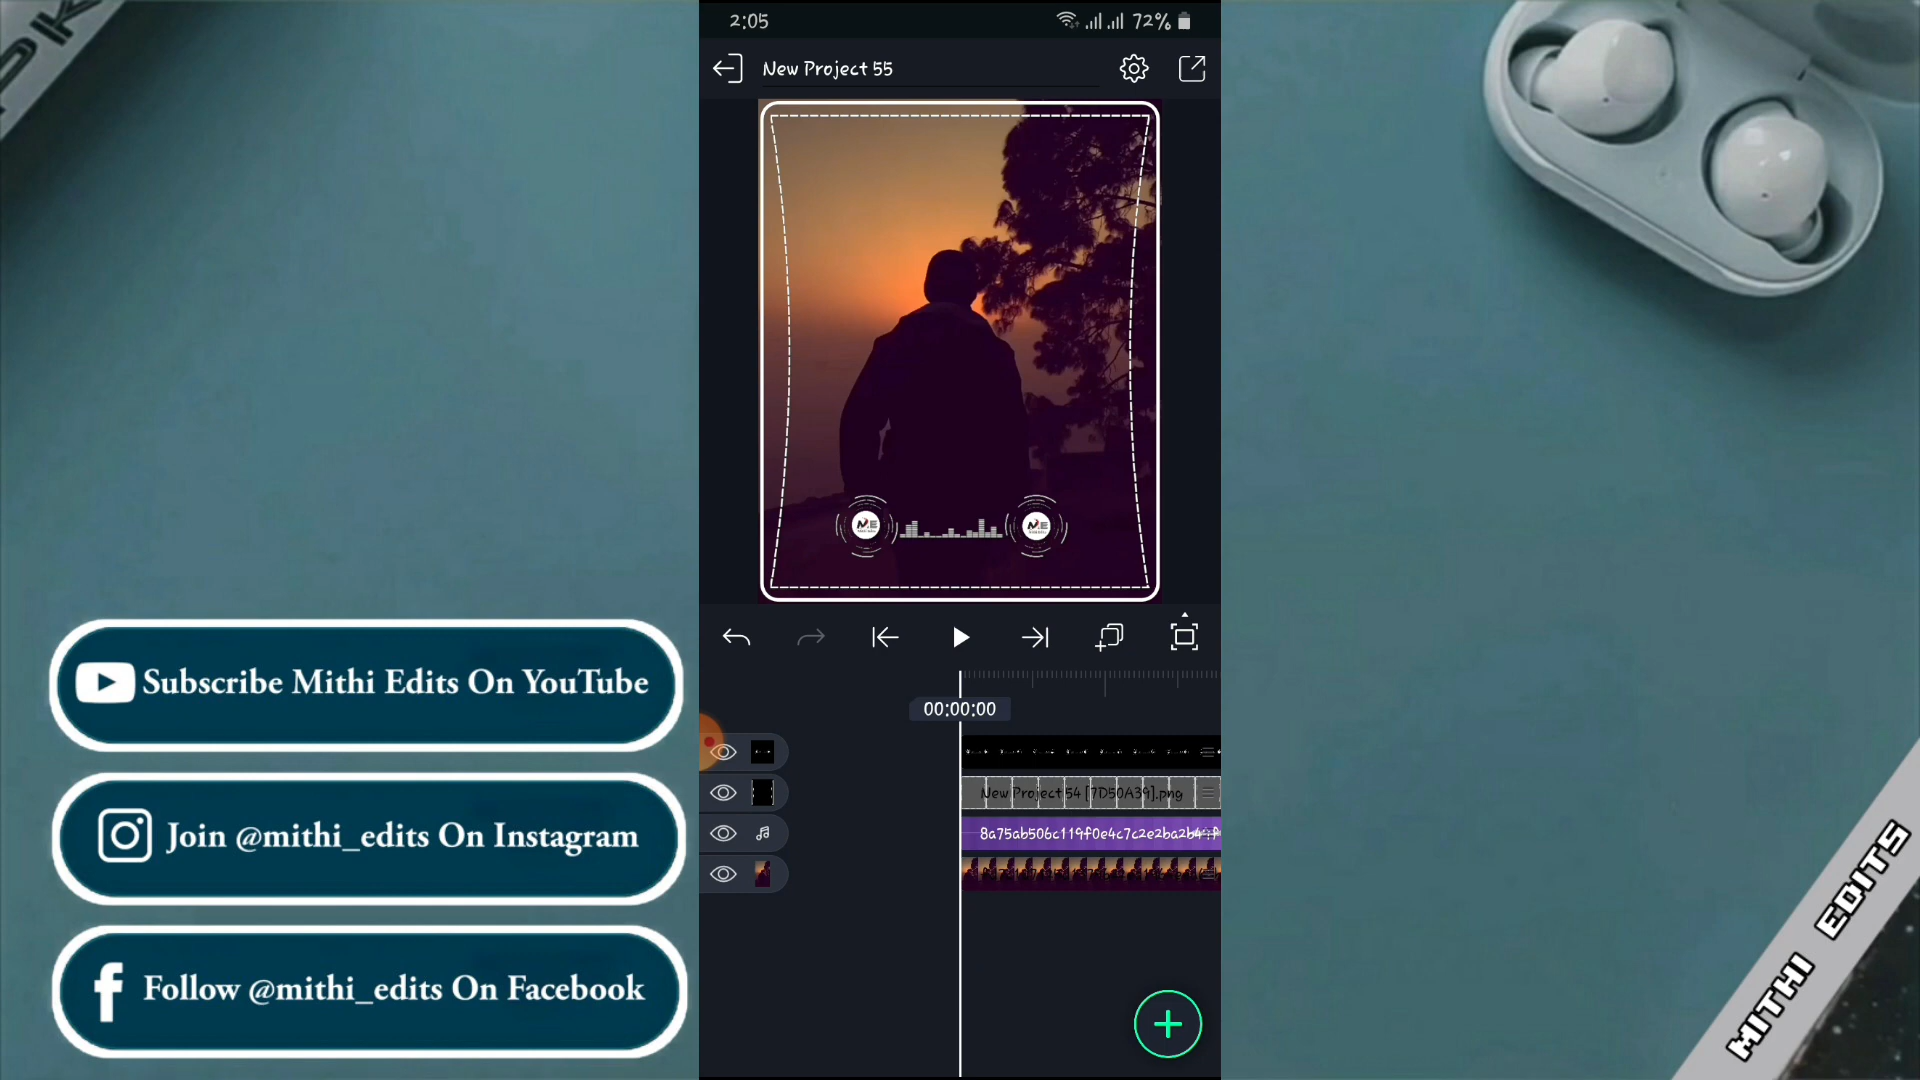 2:05
72%
New Project 55
Subscribe Mithi Edits On YouTube
Join @mithi_edits On Instagram
Follow @mithi_edits On Facebook
00:00:00
New Project 54 [7D50A39].png
MITHI EDITS